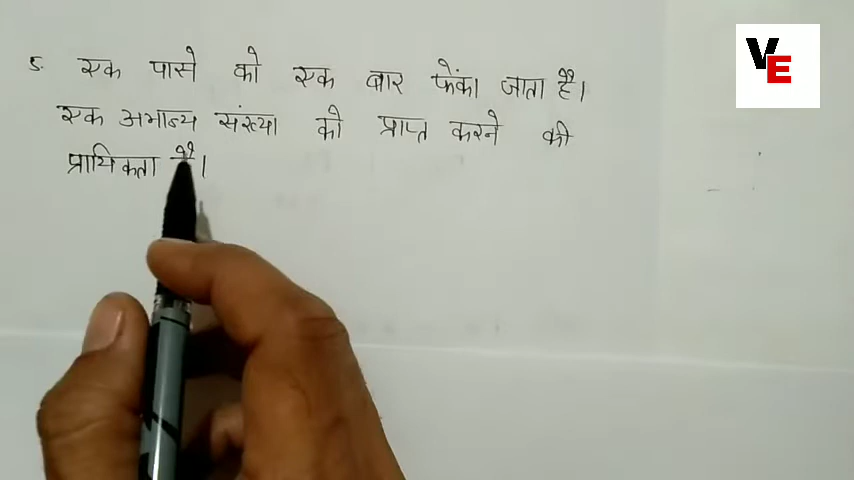 5. एक पासे को एक बार फेंका जाता है।
एक अभाज्य संख्या को प्राप्त करने की
प्रायिकता है।
VE